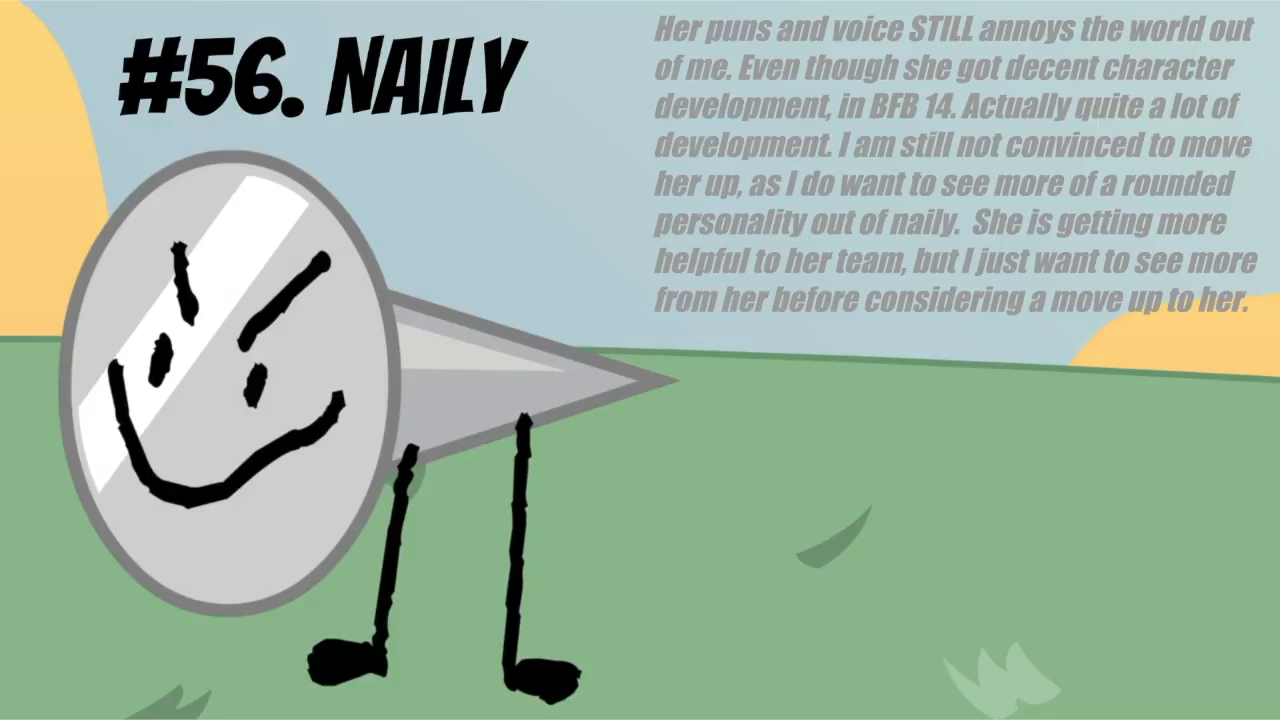 #56. NAILY
Her puns and voice STILL annoys the world out
of me. Even though she got decent character
development, in BFB 14. Actually quite a lot of
development. I am still not convinced to move
her up, as I do want to see more of a rounded
personality out of naily.  She is getting more
helpful to her team, but I just want to see more
from her before considering a move up to her.